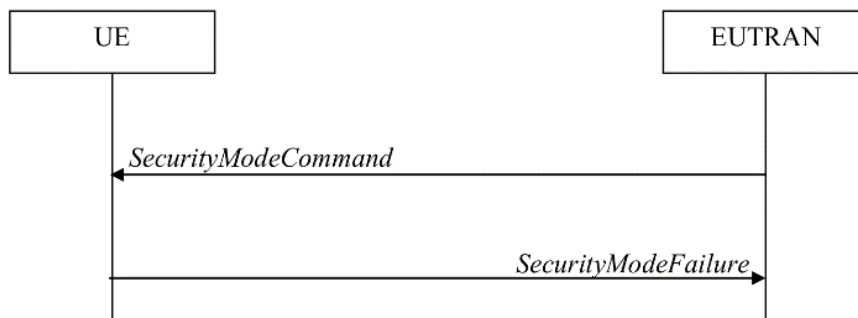 UE
EUTRAN
SecurityModeCommand
SecurityModeFailure